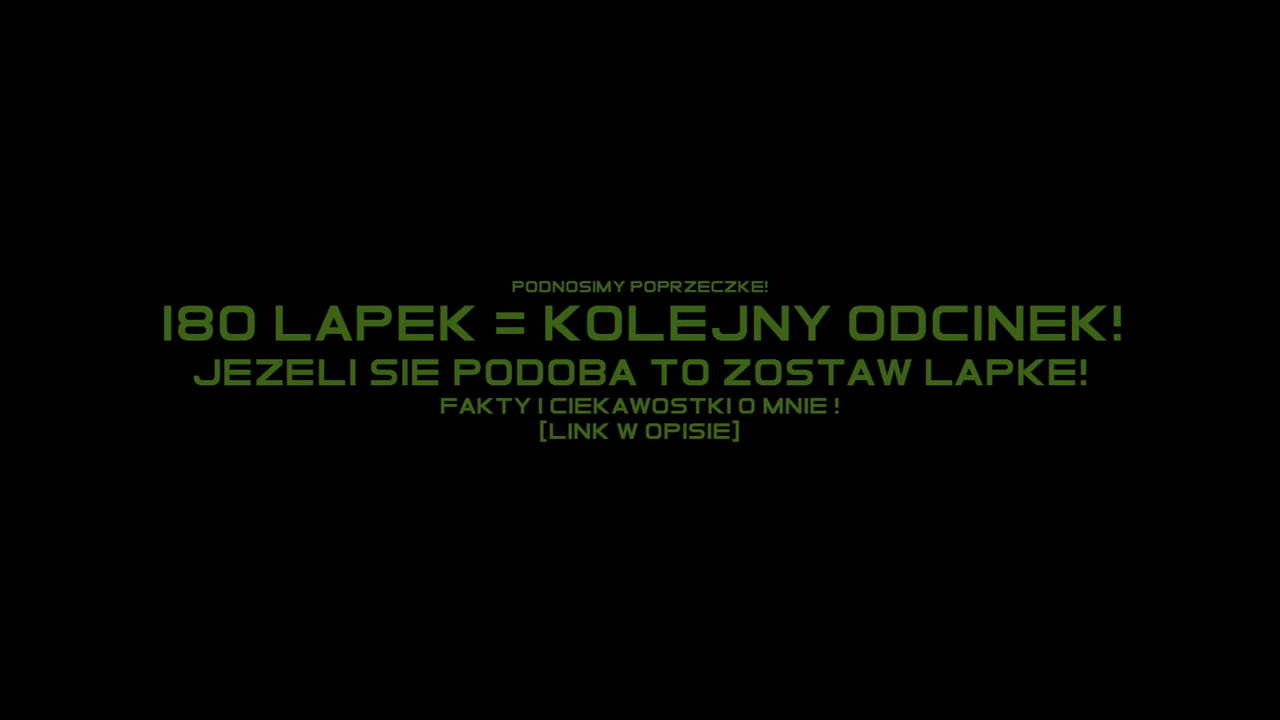 PODNOSIMY POPRZECZKE!
180 LAPEK = KOLEJNY ODCINEK!
JEZELI SIE PODOBA TO ZOSTAW LAPKE!
FAKTY I CIEKAWOSTKI O MNIE !
[LINK W OPISIE]